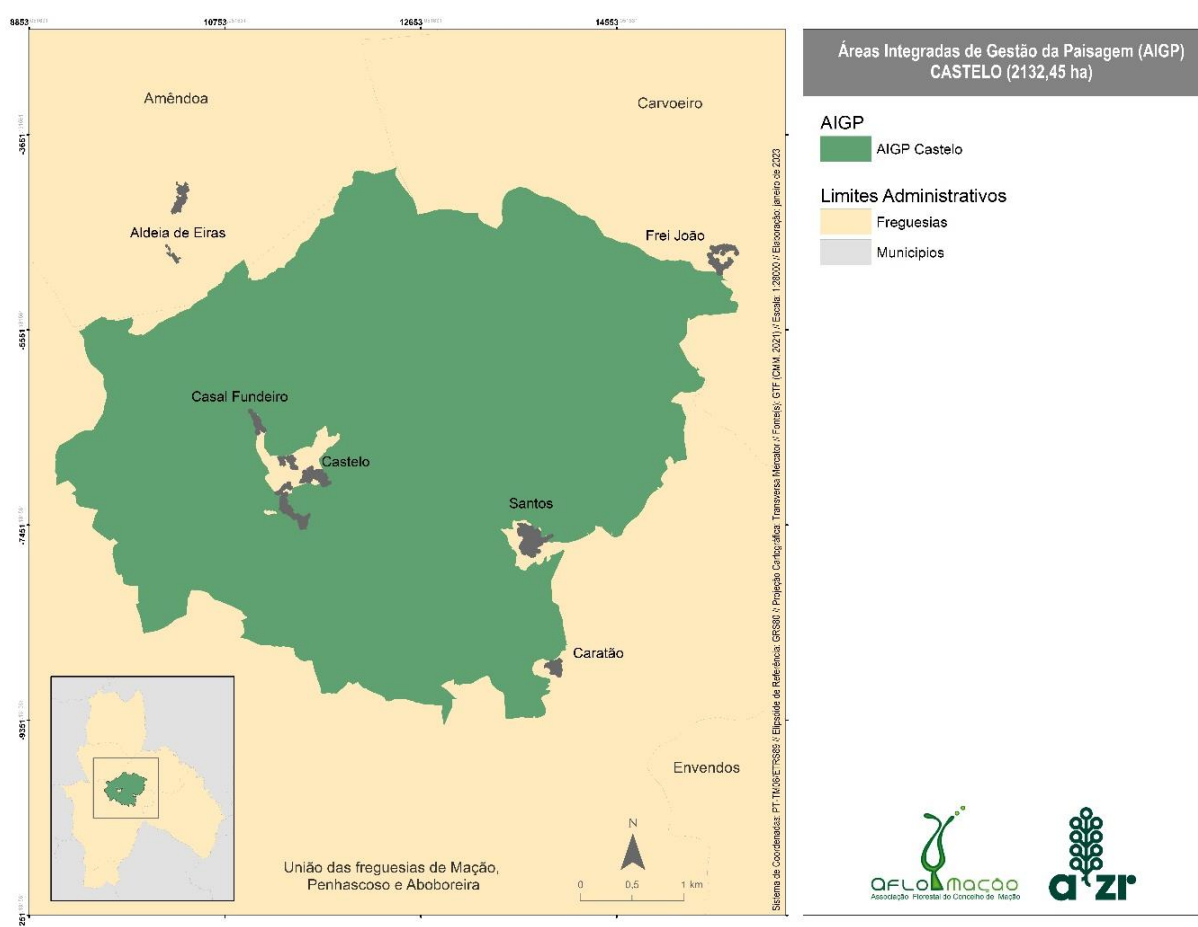 8853
10753
12653
14553
Áreas Integradas de Gestão da Paisagem (AIGP)
CASTELO (2132,45 ha)
AIGP
AIGP Castelo
Limites Administrativos
Freguesias
Municipios
Amêndoa
Carvoeiro
-3651
Aldeia de Eiras
Frei João
-5551
Casal Fundeiro
Castelo
Santos
-7451
Caratão
-9351
Envendos
N
União das freguesias de Mação,
Penhascoso e Aboboreira
0 0,5 1 km
251
Sistema de Coordenadas: PT-TM06/ETRS89 // Elipsoide de Referência: GRS80 // Projeção Cartográfica: Transversa Mercator // Fonte(s): GTF (CMM, 2021) // Escala: 1:28000 // Elaboração: janeiro de 2023
aflomação
Associação Florestal do Concelho de Mação
a zr